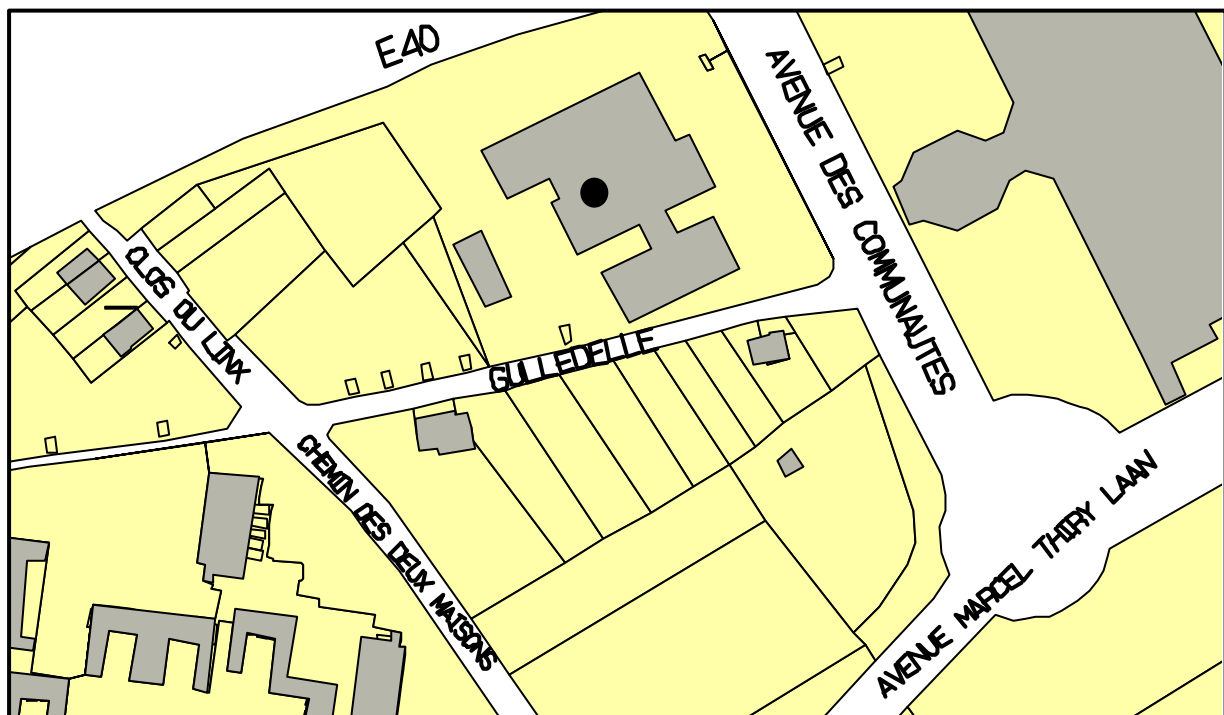 E40
AVENUE DES COMMUNAUTES
CLOS DU LINX
GULLEDELLE
CHEMIN DES DEUX MAISONS
AVENUE MARCEL THIRY LAAN